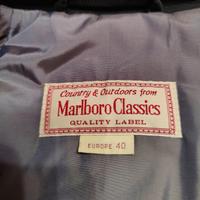 Country & Outdoors from
Marlboro Classics
QUALITY LABEL
EUROPE 40